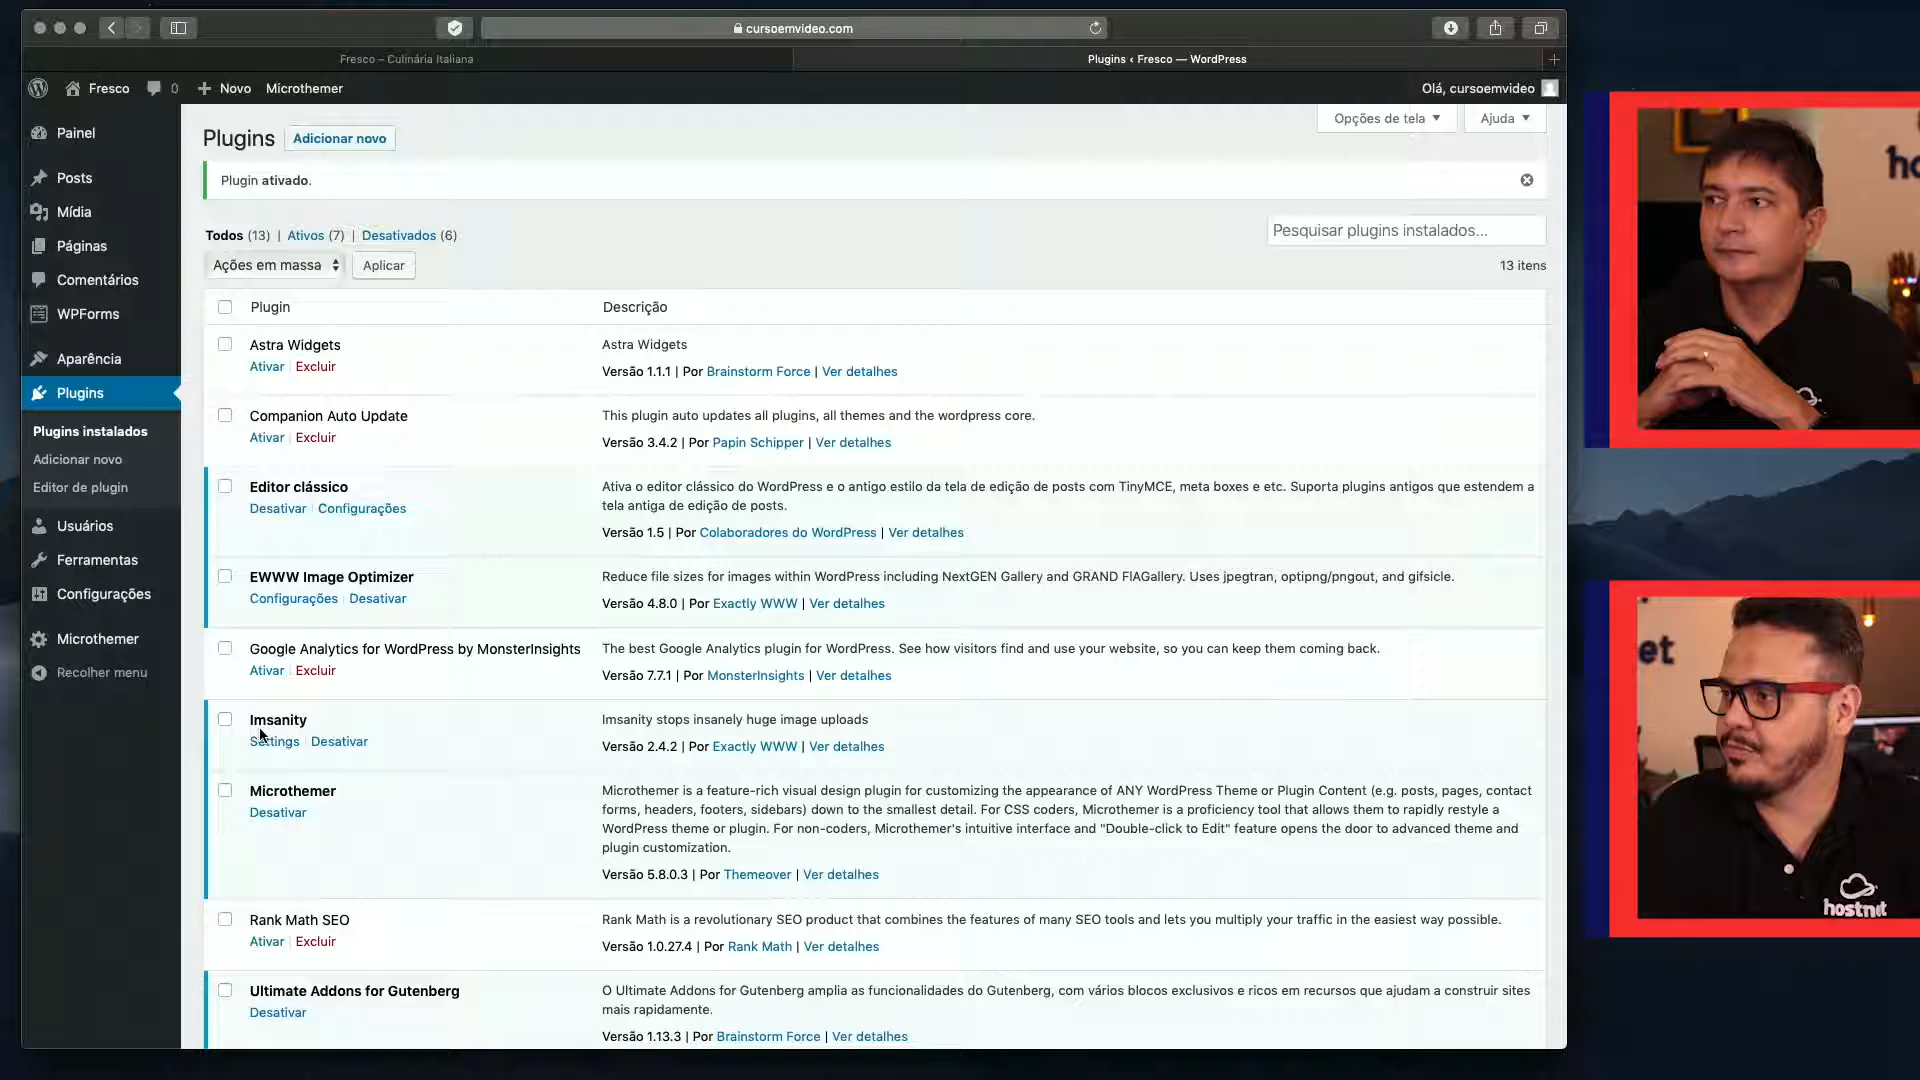 cursoemvideo.com
Fresco – Culinária Italiana
Plugins ‹ Fresco — WordPress
Fresco
0
Novo
Microthemer
Olá, cursoemvideo
Painel
Posts
Mídia
Páginas
Comentários
WPForms
Aparência
Plugins
Plugins instalados
Adicionar novo
Editor de plugin
Usuários
Ferramentas
Configurações
Microthemer
Recolher menu
Opções de tela
Ajuda
Plugins
Adicionar novo
Plugin ativado.
Todos (13) | Ativos (7) | Desativados (6)
Pesquisar plugins instalados...
Ações em massa
Aplicar
13 itens
Plugin
Descrição
Astra Widgets
Ativar | Excluir
Astra Widgets
Versão 1.1.1 | Por Brainstorm Force | Ver detalhes
Companion Auto Update
Ativar | Excluir
This plugin auto updates all plugins, all themes and the wordpress core.
Versão 3.4.2 | Por Papin Schipper | Ver detalhes
Editor clássico
Desativar | Configurações
Ativa o editor clássico do WordPress e o antigo estilo da tela de edição de posts com TinyMCE, meta boxes e etc. Suporta plugins antigos que estendem a
tela antiga de edição de posts.
Versão 1.5 | Por Colaboradores do WordPress | Ver detalhes
EWWW Image Optimizer
Configurações | Desativar
Reduce file sizes for images within WordPress including NextGEN Gallery and GRAND FlAGallery. Uses jpegtran, optipng/pngout, and gifsicle.
Versão 4.8.0 | Por Exactly WWW | Ver detalhes
Google Analytics for WordPress by MonsterInsights
Ativar | Excluir
The best Google Analytics plugin for WordPress. See how visitors find and use your website, so you can keep them coming back.
Versão 7.7.1 | Por MonsterInsights | Ver detalhes
Imsanity
Settings | Desativar
Imsanity stops insanely huge image uploads
Versão 2.4.2 | Por Exactly WWW | Ver detalhes
Microthemer
Desativar
Microthemer is a feature-rich visual design plugin for customizing the appearance of ANY WordPress Theme or Plugin Content (e.g. posts, pages, contact
forms, headers, footers, sidebars) down to the smallest detail. For CSS coders, Microthemer is a proficiency tool that allows them to rapidly restyle a
WordPress theme or plugin. For non-coders, Microthemer's intuitive interface and "Double-click to Edit" feature opens the door to advanced theme and
plugin customization.
Versão 5.8.0.3 | Por Themeover | Ver detalhes
Rank Math SEO
Ativar | Excluir
Rank Math is a revolutionary SEO product that combines the features of many SEO tools and lets you multiply your traffic in the easiest way possible.
Versão 1.0.27.4 | Por Rank Math | Ver detalhes
Ultimate Addons for Gutenberg
Desativar
O Ultimate Addons for Gutenberg amplia as funcionalidades do Gutenberg, com vários blocos exclusivos e ricos em recursos que ajudam a construir sites
mais rapidamente.
Versão 1.13.3 | Por Brainstorm Force | Ver detalhes
ho
et
hostnet